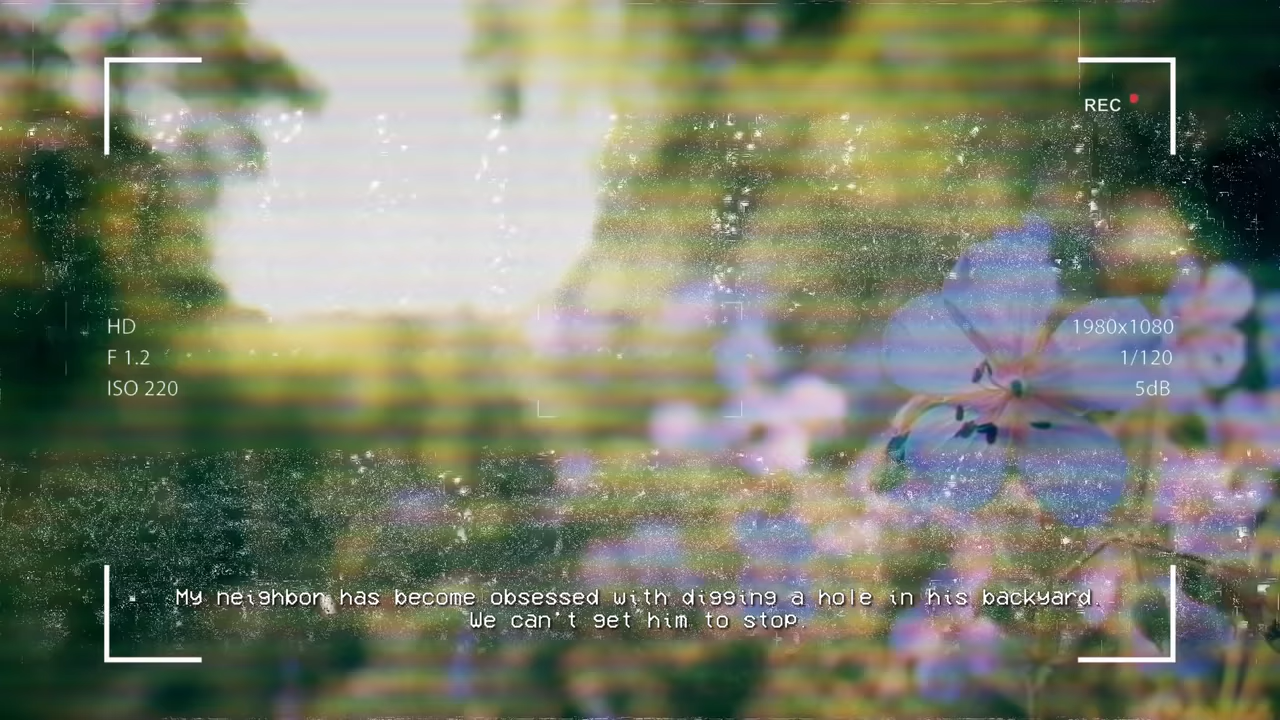 REC
HD
F 1.2
ISO 220
1980x1080
1/120
5dB
My neighbor has become obsessed with digging a hole in his backyard.
We can't get him to stop.